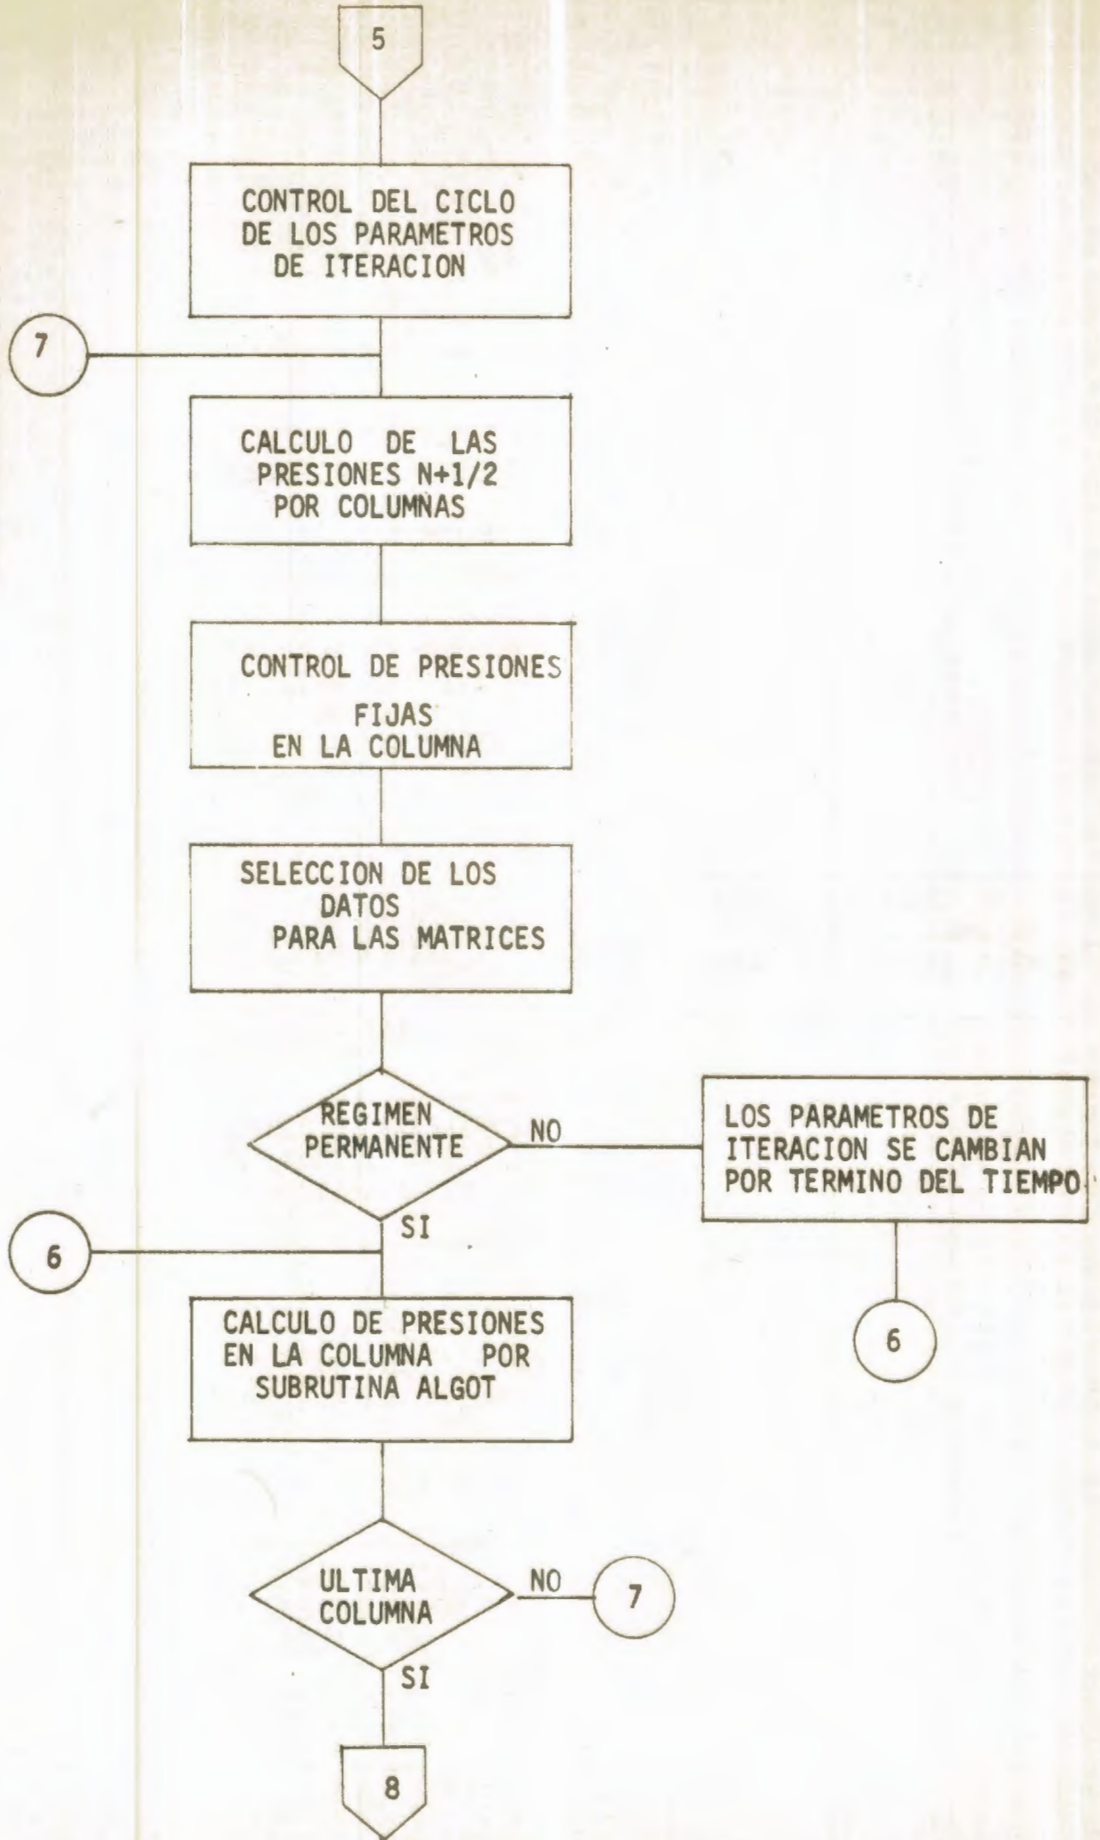 5
CONTROL DEL CICLO
DE LOS PARAMETROS
DE ITERACION
7
CALCULO DE LAS
PRESIONES N+1/2
POR COLUMNAS
CONTROL DE PRESIONES
FIJAS
EN LA COLUMNA
SELECCION DE LOS
DATOS
PARA LAS MATRICES
REGIMEN
PERMANENTE
NO
LOS PARAMETROS DE
ITERACION SE CAMBIAN
POR TERMINO DEL TIEMPO
SI
6
6
CALCULO DE PRESIONES
EN LA COLUMNA POR
SUBRUTINA ALGOT
ULTIMA
COLUMNA
NO
7
SI
8